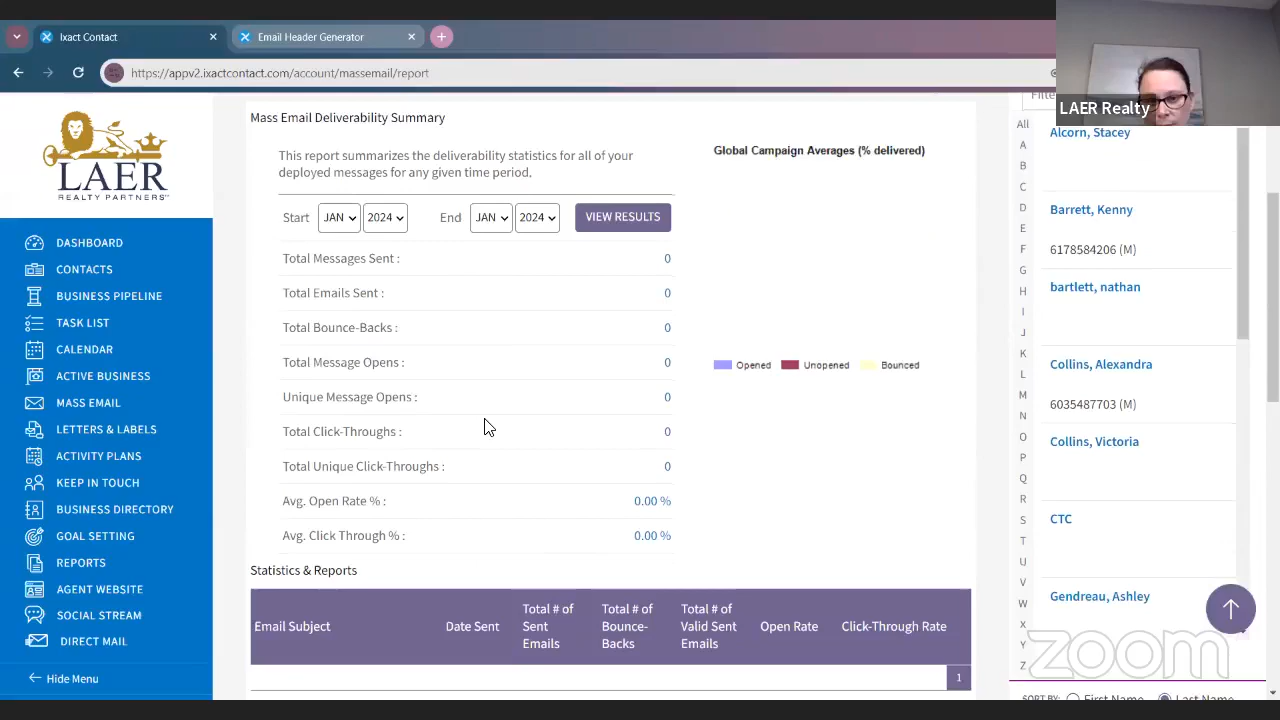 Ixact Contact
Email Header Generator
https://appv2.ixactcontact.com/account/massemail/report
LAER Realty
LAER
REALTY PARTNERS
DASHBOARD
CONTACTS
BUSINESS PIPELINE
TASK LIST
CALENDAR
ACTIVE BUSINESS
MASS EMAIL
LETTERS & LABELS
ACTIVITY PLANS
KEEP IN TOUCH
BUSINESS DIRECTORY
GOAL SETTING
REPORTS
AGENT WEBSITE
SOCIAL STREAM
DIRECT MAIL
Hide Menu
Mass Email Deliverability Summary
This report summarizes the deliverability statistics for all of your
deployed messages for any given time period.
Start JAN 2024 End JAN 2024 VIEW RESULTS
Total Messages Sent : 0
Total Emails Sent : 0
Total Bounce-Backs : 0
Total Message Opens : 0
Unique Message Opens : 0
Total Click-Throughs : 0
Total Unique Click-Throughs : 0
Avg. Open Rate % : 0.00 %
Avg. Click Through % : 0.00 %
Global Campaign Averages (% delivered)
Opened Unopened Bounced
Statistics & Reports
Email Subject
Date Sent
Total # of
Sent
Emails
Total # of
Bounce-
Backs
Total # of
Valid Sent
Emails
Open Rate
Click-Through Rate
1
All
A
B
C
D
E
F
G
H
I
J
K
L
M
N
O
P
Q
R
S
T
U
V
W
X
Y
Z
Alcorn, Stacey
Barrett, Kenny
6178584206 (M)
bartlett, nathan
Collins, Alexandra
6035487703 (M)
Collins, Victoria
CTC
Gendreau, Ashley
zoom
SORT BY: First Name Last Name